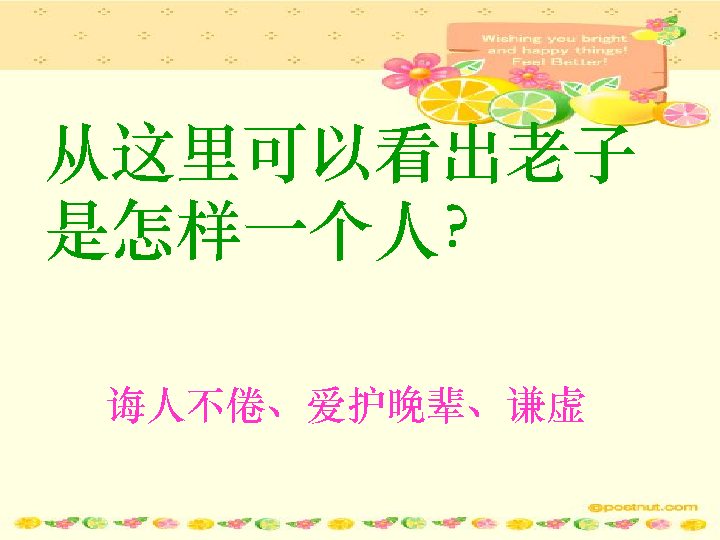 Wishing you bright
and happy things!
Feel Better!
从这里可以看出老子
是怎样一个人?
诲人不倦、爱护晚辈、谦虚
@postnut.com